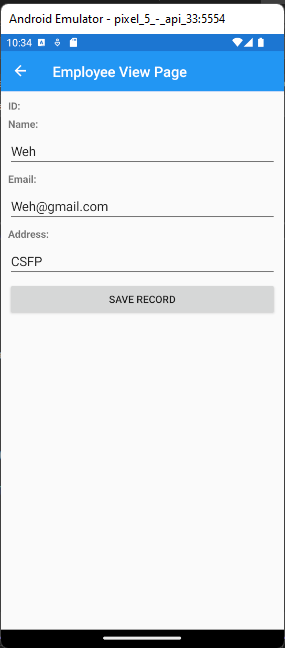 Android Emulator - pixel_5_-_api_33:5554
10:34
Employee View Page
ID:
Name:
Weh
Email:
Weh@gmail.com
Address:
CSFP
SAVE RECORD